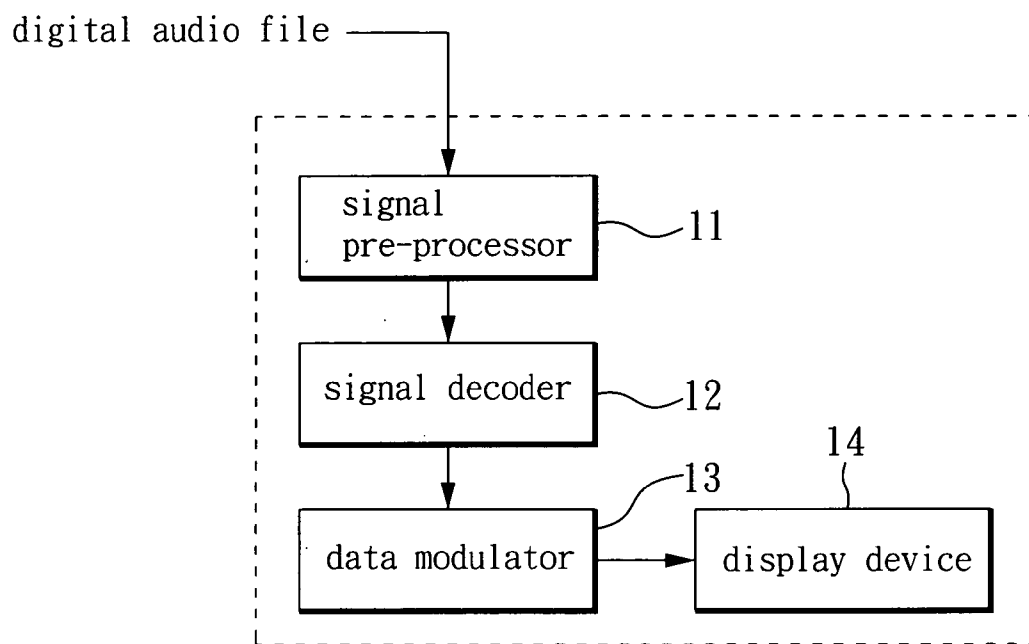 digital audio file
signal
pre-processor
11
signal decoder
12
13
14
data modulator
display device